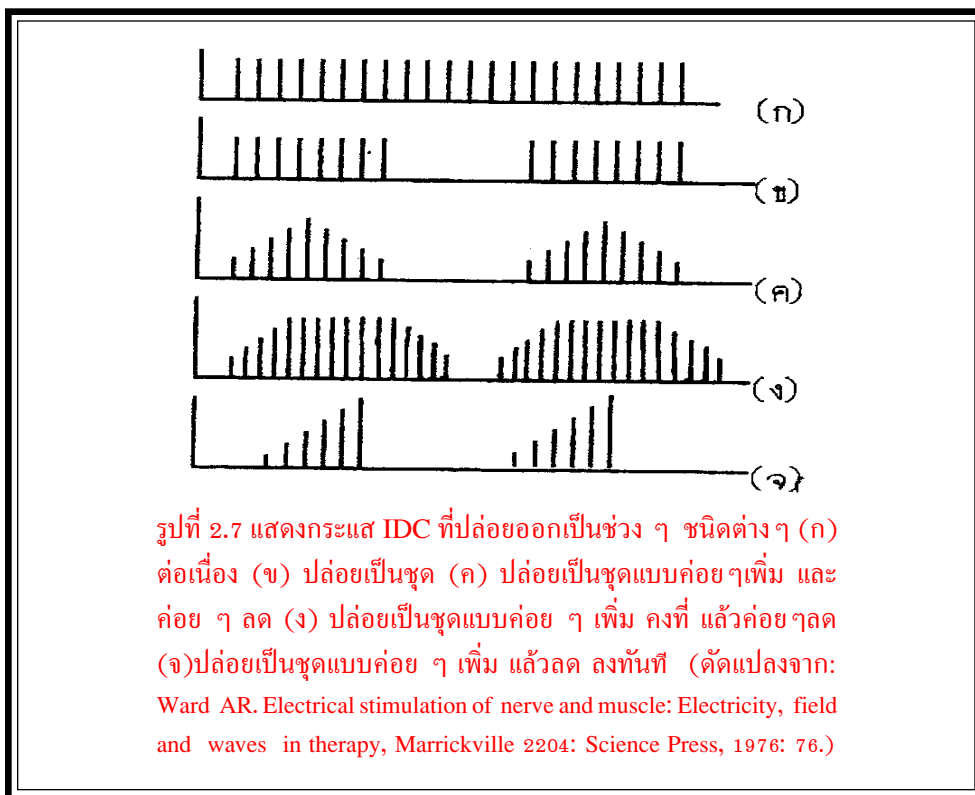 (ก)
(ข)
(ค)
(ง)
(จ)
รูปที่ 2.7 แสดงกระแส IDC ที่ปล่อยออกเป็นช่วง ๆ ชนิดต่างๆ (ก)
ต่อเนื่อง (ข) ปล่อยเป็นชุด (ค) ปล่อยเป็นชุดแบบค่อยๆเพิ่ม และ
ค่อย ๆ ลด (ง) ปล่อยเป็นชุดแบบค่อย ๆ เพิ่ม คงที่ แล้วค่อยๆลด
(จ)ปล่อยเป็นชุดแบบค่อย ๆ เพิ่ม แล้วลด ลงทันที (ดัดแปลงจาก:
Ward AR. Electrical stimulation of nerve and muscle: Electricity, field
and waves in therapy, Marrickville 2204: Science Press, 1976: 76.)